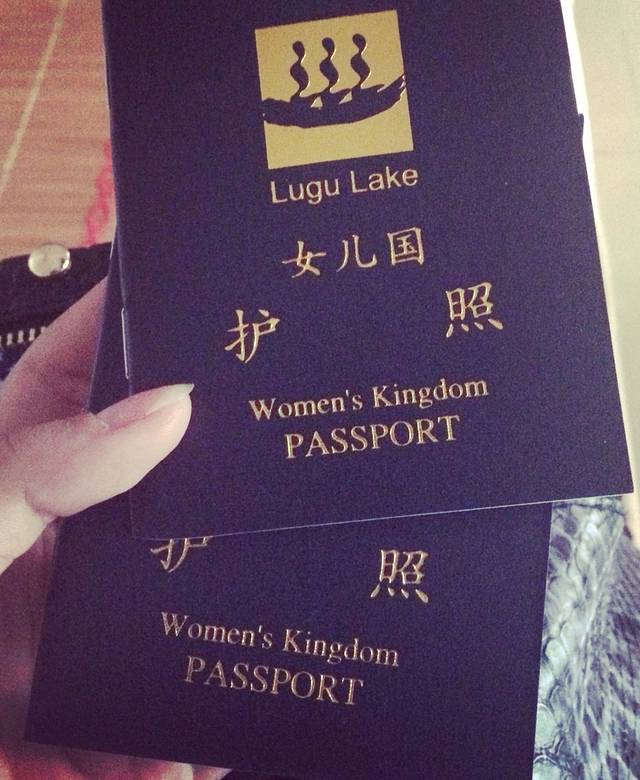 Lugu Lake
女儿国
护 照
Women's Kingdom
PASSPORT
护 照
Women's Kingdom
PASSPORT